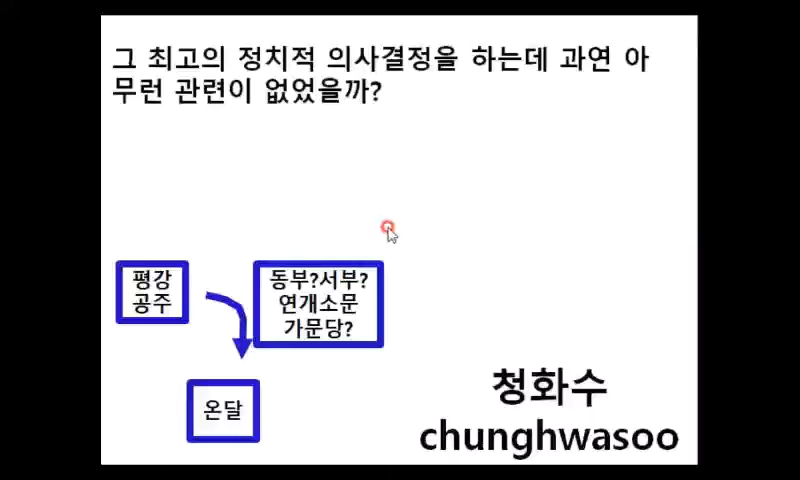 그 최고의 정치적 의사결정을 하는데 과연 아
무런 관련이 없었을까?
평강
공주
동부?서부?
연개소문
가문당?
온달
청화수
chunghwasoo